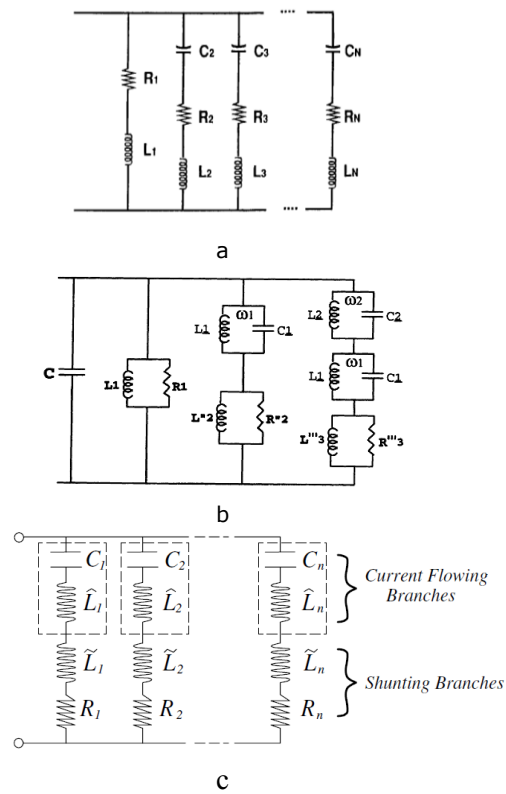 ....
C2 C3 CN
R1
R2 R3 RN
L1
L2 L3 LN
....
a
ω1 ω2
L1 C1 L2 C2
ω1
L1 C1
C L1 R1
L"2 R"2 L'''3 R'''3
b
C1 C2 Cn
L̂1 L̂2 L̂n
Current Flowing
Branches
L̃1 L̃2 L̃n
R1 R2 Rn
Shunting Branches
c